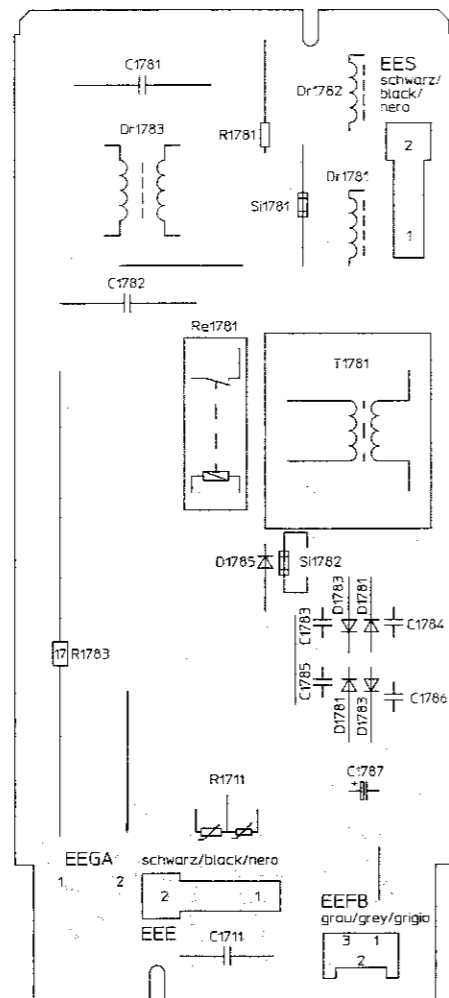 C1781
EES
schwarz/
black/
nero
Dr1782
Dr1783
R1781
2
Dr1781
Si1781
1
C1782
Re1781
T1781
D1785
Si1782
D1783
D1781
C1783
C1784
17
R1783
C1785
D1781
D1783
C1786
C1787
+
R1711
EEGA
schwarz/black/nero
1
2
2
1
EEE
EEFB
grau/grey/grigio
C1711
3
1
2